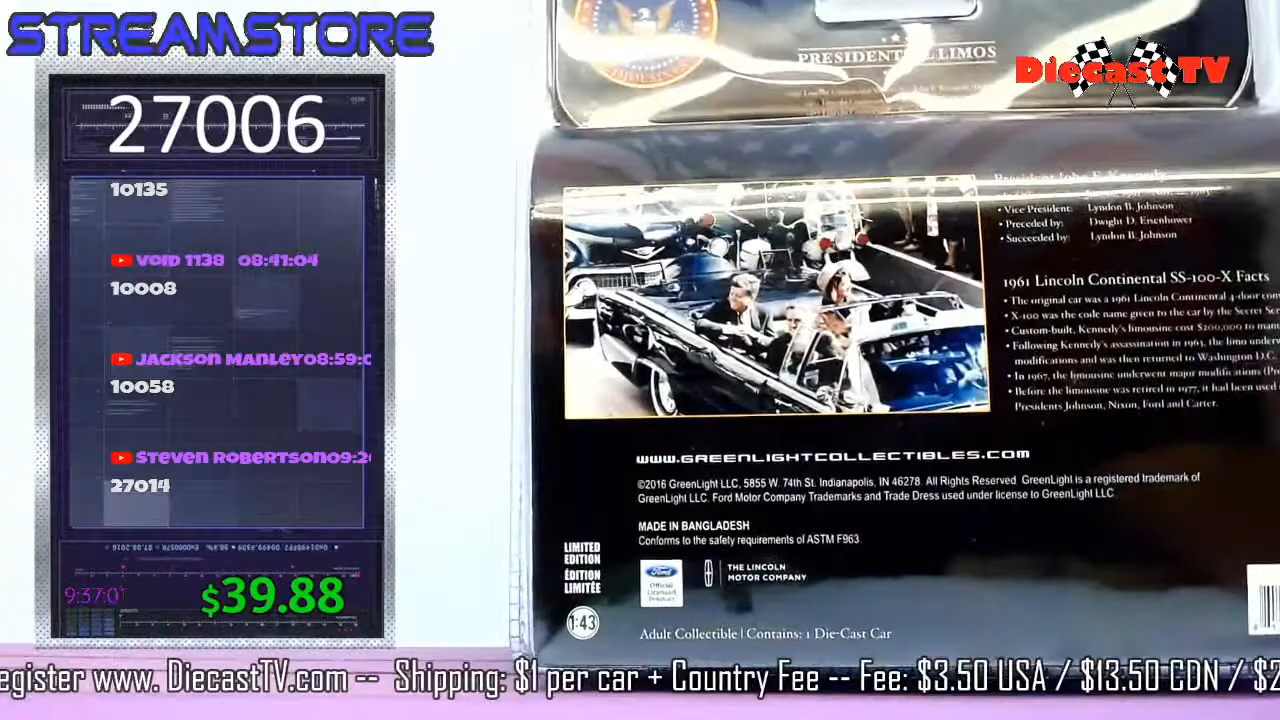 STREAMSTORE
27006
10135
VOID 1138 08:41:04
10008
JACKSON MANLEY08:59:0
10058
STEVEN ROBERTSON09:2
27014
9:37:0
$39.88
PRESIDENTIAL LIMOS
Diecast TV
President John F. Kennedy
• Vice President: Lyndon B. Johnson
• Preceded by: Dwight D. Eisenhower
• Succeeded by: Lyndon B. Johnson
1961 Lincoln Continental SS-100-X Facts
• The original car was a 1961 Lincoln Continental 4-door
• X-100 was the code name given to the car by the Secret
• Custom-built, Kennedy's limousine cost $200,000 to
• Following Kennedy's assassination in 1963, the limo
modifications and was then returned to Washington D.C.
• In 1967, the limousine underwent major modifications
• Before the limousine was retired in 1977, it had been used
Presidents Johnson, Nixon, Ford and Carter.
WWW.GREENLIGHTCOLLECTIBLES.COM
©2016 GreenLight LLC, 5855 W. 74th St. Indianapolis, IN 46278. All Rights Reserved. GreenLight is a registered trademark of
GreenLight LLC. Ford Motor Company Trademarks and Trade Dress used under license to GreenLight LLC.
MADE IN BANGLADESH
Conforms to the safety requirements of ASTM F963.
LIMITED
EDITION
ÉDITION
LIMITÉE
1:43
Ford
Official
Licensed
Product
THE LINCOLN
MOTOR COMPANY
Adult Collectible | Contains: 1 Die-Cast Car
egister www. DiecastTV.com -- Shipping: $1 per car + Country Fee -- Fee: $3.50 USA / $13.50 CDN / $2